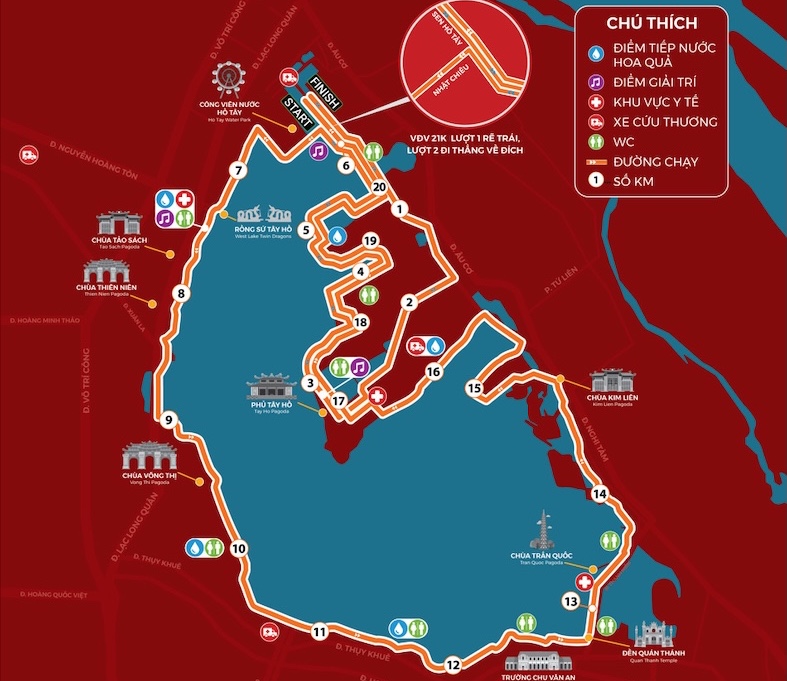 Đ. VÕ TRÍ CÔNG
Đ. LẠC LONG QUÂN
Đ. ÂU CƠ
SEN HỒ TÂY
NHẬT CHIÊU
VĐV 21K LƯỢT 1 RẼ TRÁI,
LƯỢT 2 ĐI THẲNG VỀ ĐÍCH
CHÚ THÍCH
ĐIỂM TIẾP NƯỚC
HOA QUẢ
ĐIỂM GIẢI TRÍ
KHU VỰC Y TẾ
XE CỨU THƯƠNG
WC
ĐƯỜNG CHẠY
1
SỐ KM
FINISH
START
CÔNG VIÊN NƯỚC
HỒ TÂY
Ho Tay Water Park
Đ. NGUYỄN HOÀNG TÔN
7
6
20
1
5
19
4
RỒNG SỨ TÂY HỒ
West Lake Twin Dragons
CHÙA TẢO SÁCH
Tao Sach Pagoda
CHÙA THIÊN NIÊN
Thien Nien Pagoda
Đ. XUÂN LA
Đ. ÂU CƠ
P. TỨ LIÊN
8
2
18
Đ. HOÀNG MINH THẢO
Đ. VÕ TRÍ CÔNG
3
17
16
15
PHỦ TÂY HỒ
Tay Ho Pagoda
CHÙA KIM LIÊN
Kim Lien Pagoda
Đ. NGHI TÀM
9
CHÙA VÕNG THỊ
Vong Thi Pagoda
Đ. LẠC LONG QUÂN
14
10
Đ. THỤY KHUÊ
CHÙA TRẤN QUỐC
Tran Quoc Pagoda
Đ. HOÀNG QUỐC VIỆT
13
11
Đ. THỤY KHUÊ
12
TRƯỜNG CHU VĂN AN
ĐỀN QUÁN THÁNH
Quan Thanh Temple